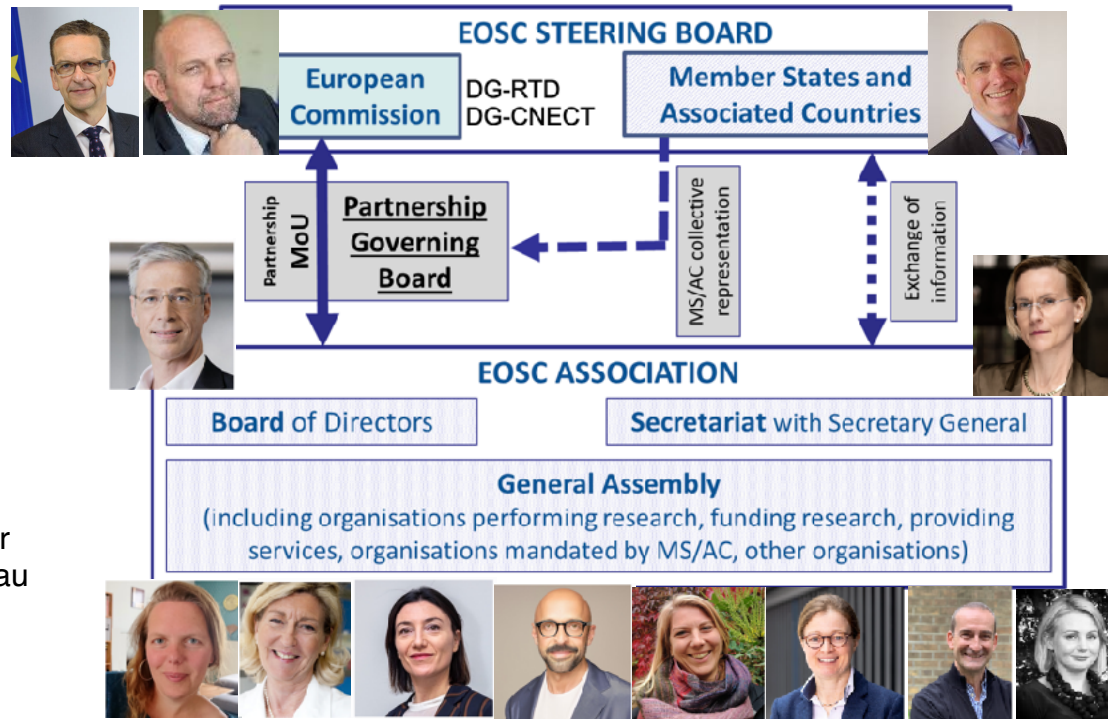 EOSC STEERING BOARD
European
Commission
DG-RTD
DG-CNECT
Member States and
Associated Countries
Partnership
MoU
Partnership
Governing
Board
MS/AC collective
representation
Exchange of
information
EOSC ASSOCIATION
Board of Directors
Secretariat with Secretary General
General Assembly
(including organisations performing research, funding research, providing
services, organisations mandated by MS/AC, other organisations)
r
au